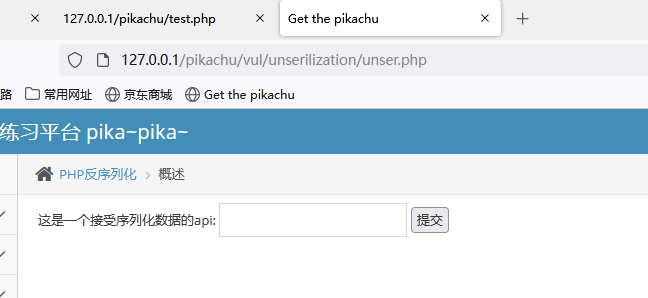 127.0.0.1/pikachu/test.php Get the pikachu
127.0.0.1/pikachu/vul/unserilization/unser.php
路 常用网址 京东商城 Get the pikachu
练习平台 pika~pika~
PHP反序列化 概述
这是一个接受序列化数据的api: 提交